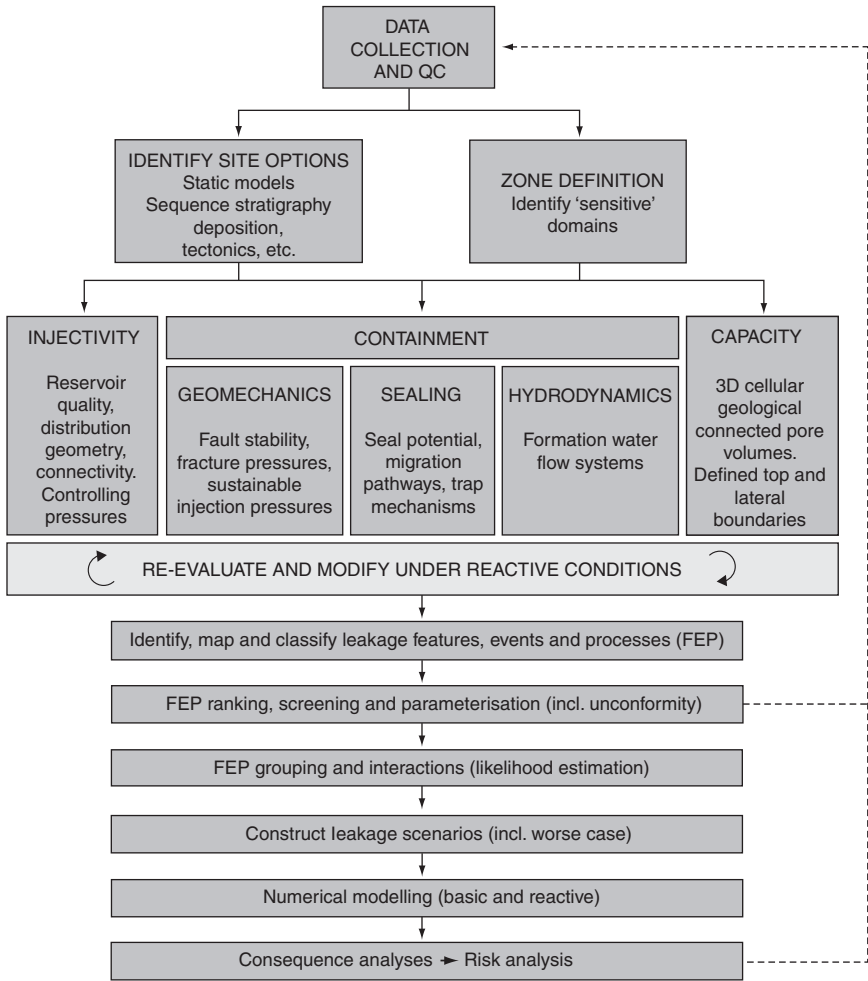 DATA
COLLECTION
AND QC
IDENTIFY SITE OPTIONS
Static models
Sequence stratigraphy
deposition,
tectonics, etc.
ZONE DEFINITION
Identify ‘sensitive’
domains
INJECTIVITY
Reservoir
quality,
distribution
geometry,
connectivity.
Controlling
pressures
CONTAINMENT
GEOMECHANICS
Fault stability,
fracture pressures,
sustainable
injection pressures
SEALING
Seal potential,
migration
pathways, trap
mechanisms
HYDRODYNAMICS
Formation water
flow systems
CAPACITY
3D cellular
geological
connected pore
volumes.
Defined top and
lateral
boundaries
RE-EVALUATE AND MODIFY UNDER REACTIVE CONDITIONS
Identify, map and classify leakage features, events and processes (FEP)
FEP ranking, screening and parameterisation (incl. unconformity)
FEP grouping and interactions (likelihood estimation)
Construct leakage scenarios (incl. worse case)
Numerical modelling (basic and reactive)
Consequence analyses → Risk analysis